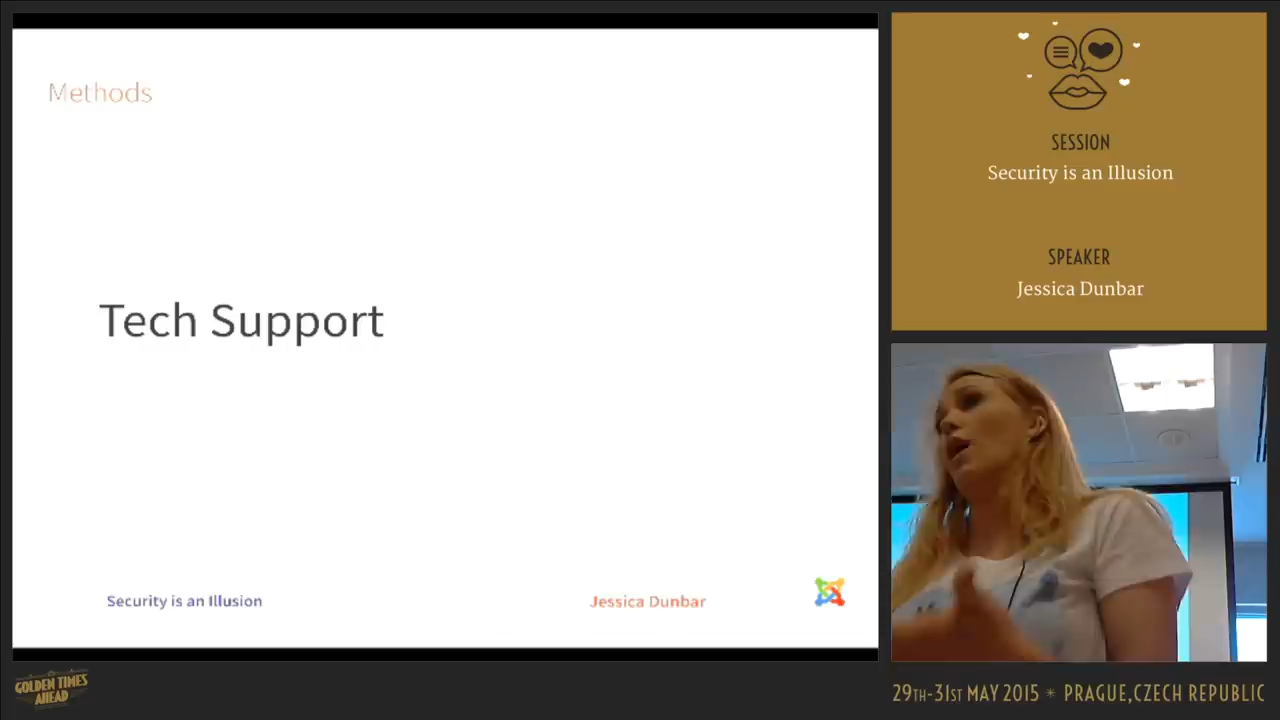 Methods
Tech Support
Security is an Illusion
Jessica Dunbar
SESSION
Security is an Illusion
SPEAKER
Jessica Dunbar
GOLDEN TIMES
AHEAD
29TH-31ST MAY 2015 * PRAGUE,CZECH REPUBLIC